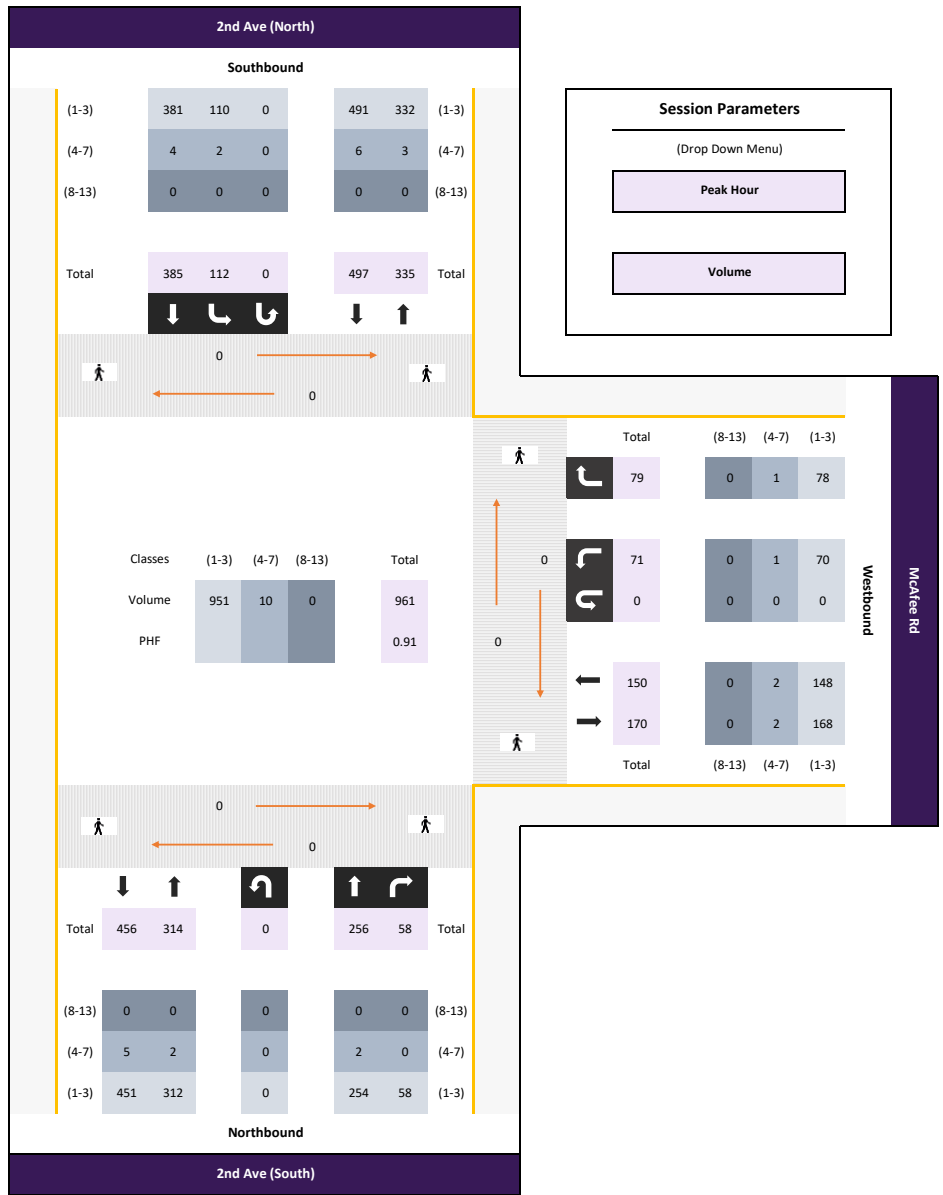 2nd Ave (North)
Southbound
(1-3) 381 110 0 491 332 (1-3)
(4-7) 4 2 0 6 3 (4-7)
(8-13) 0 0 0 0 0 (8-13)
Total 385 112 0 497 335 Total
0
0
Session Parameters
(Drop Down Menu)
Peak Hour
Volume
Total (8-13) (4-7) (1-3)
79 0 1 78
0 71 0 1 70
0 0 0 0
0
150 0 2 148
170 0 2 168
Total (8-13) (4-7) (1-3)
Westbound
McAfee Rd
Classes (1-3) (4-7) (8-13) Total
Volume 951 10 0 961
PHF 0.91
0
0
Total 456 314 0 256 58 Total
(8-13) 0 0 0 0 0 (8-13)
(4-7) 5 2 0 2 0 (4-7)
(1-3) 451 312 0 254 58 (1-3)
Northbound
2nd Ave (South)